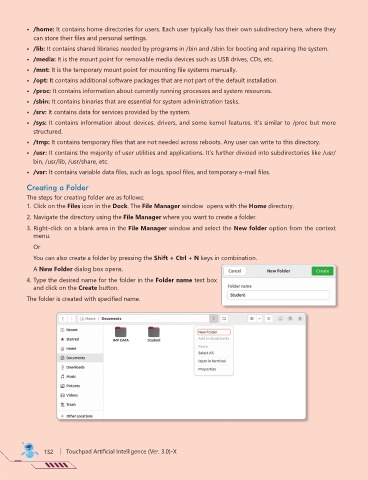 • /home: It contains home directories for users. Each user typically has their own subdirectory here, where they
can store their files and personal settings.
• /lib: It contains shared libraries needed by programs in /bin and /sbin for booting and repairing the system.
• /media: It is the mount point for removable media devices such as USB drives, CDs, etc.
• /mnt: It is the temporary mount point for mounting file systems manually.
• /opt: It contains additional software packages that are not part of the default installation.
• /proc: It contains information about currently running processes and system resources.
• /sbin: It contains binaries that are essential for system administration tasks.
• /srv: It contains data for services provided by the system.
• /sys: It contains information about devices, drivers, and some kernel features. It's similar to /proc but more
structured.
• /tmp: It contains temporary files that are not needed across reboots. Any user can write to this directory.
• /usr: It contains the majority of user utilities and applications. It's further divided into subdirectories like /usr/
bin, /usr/lib, /usr/share, etc.
• /var: It contains variable data files, such as logs, spool files, and temporary e-mail files.
Creating a Folder
The steps for creating folder are as follows:
1. Click on the Files icon in the Dock. The File Manager window opens with the Home directory.
2. Navigate the directory using the File Manager where you want to create a folder.
3. Right-click on a blank area in the File Manager window and select the New folder option from the context
menu.
Or
You can also create a folder by pressing the Shift + Ctrl + N keys in combination.
A New Folder dialog box opens.
4. Type the desired name for the folder in the Folder name text box
and click on the Create button.
The folder is created with specified name.
Cancel New Folder Create
Folder name
Student
Home / Documents
Recent
Starred
Home
Documents
Downloads
Music
Pictures
Videos
Trash
+ Other Locations
IMP DATA
Student
New Folder
Add to Bookmarks
Paste
Select All
Open in Terminal
Properties
132 | Touchpad Artificial Intelligence (Ver. 3.0)-X